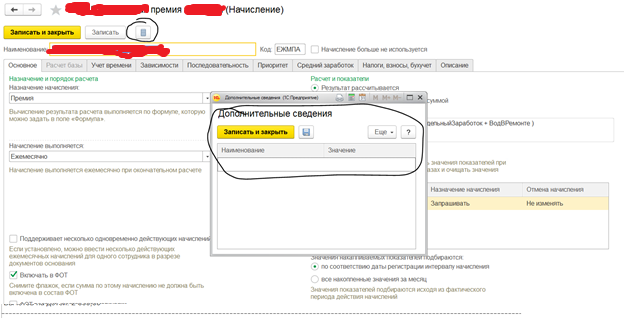 премия (Начисление)
Записать и закрыть Записать
Наименование: Код: ЕЖМПА Начисление больше не используется
Основное Расчет базы Учет времени Зависимости Последовательность Приоритет Средний заработок Налоги, взносы, бухучет Описание
Назначение и порядок расчета Расчет и показатели
Назначение начисления: Результат рассчитывается
Премия суммой
Дополнительные сведения (1С:Предприятие) M M+ M-
Дополнительные сведения
Вычисление результата расчета выполняется по формуле, которую
можно задать в поле «Формула».
дельныйЗаработок + ВодВРемонте )
Записать и закрыть Еще ?
Наименование Значение
Начисление выполняется:
Ежемесячно
Начисление выполняется ежемесячно при окончательном расчете
ь значения показателей при
азах и очищать значения
Назначение начисления Отмена начисления
Запрашивать Не изменять
Поддерживает несколько одновременно действующих начислений
Если установлено, можно ввести несколько действующих
ежемесячных начислений для одного сотрудника в разрезе
документов основания
Включать в ФОТ
Снимите флажок, если сумма по этому начислению не должна быть
включена в состав ФОТ
Значения накапливаемых показателей подбираются:
по соответствию даты регистрации интервалу начисления
все накопленные значения за месяц
Значения показателей подбираются исходя из фактического
периода действия начислений